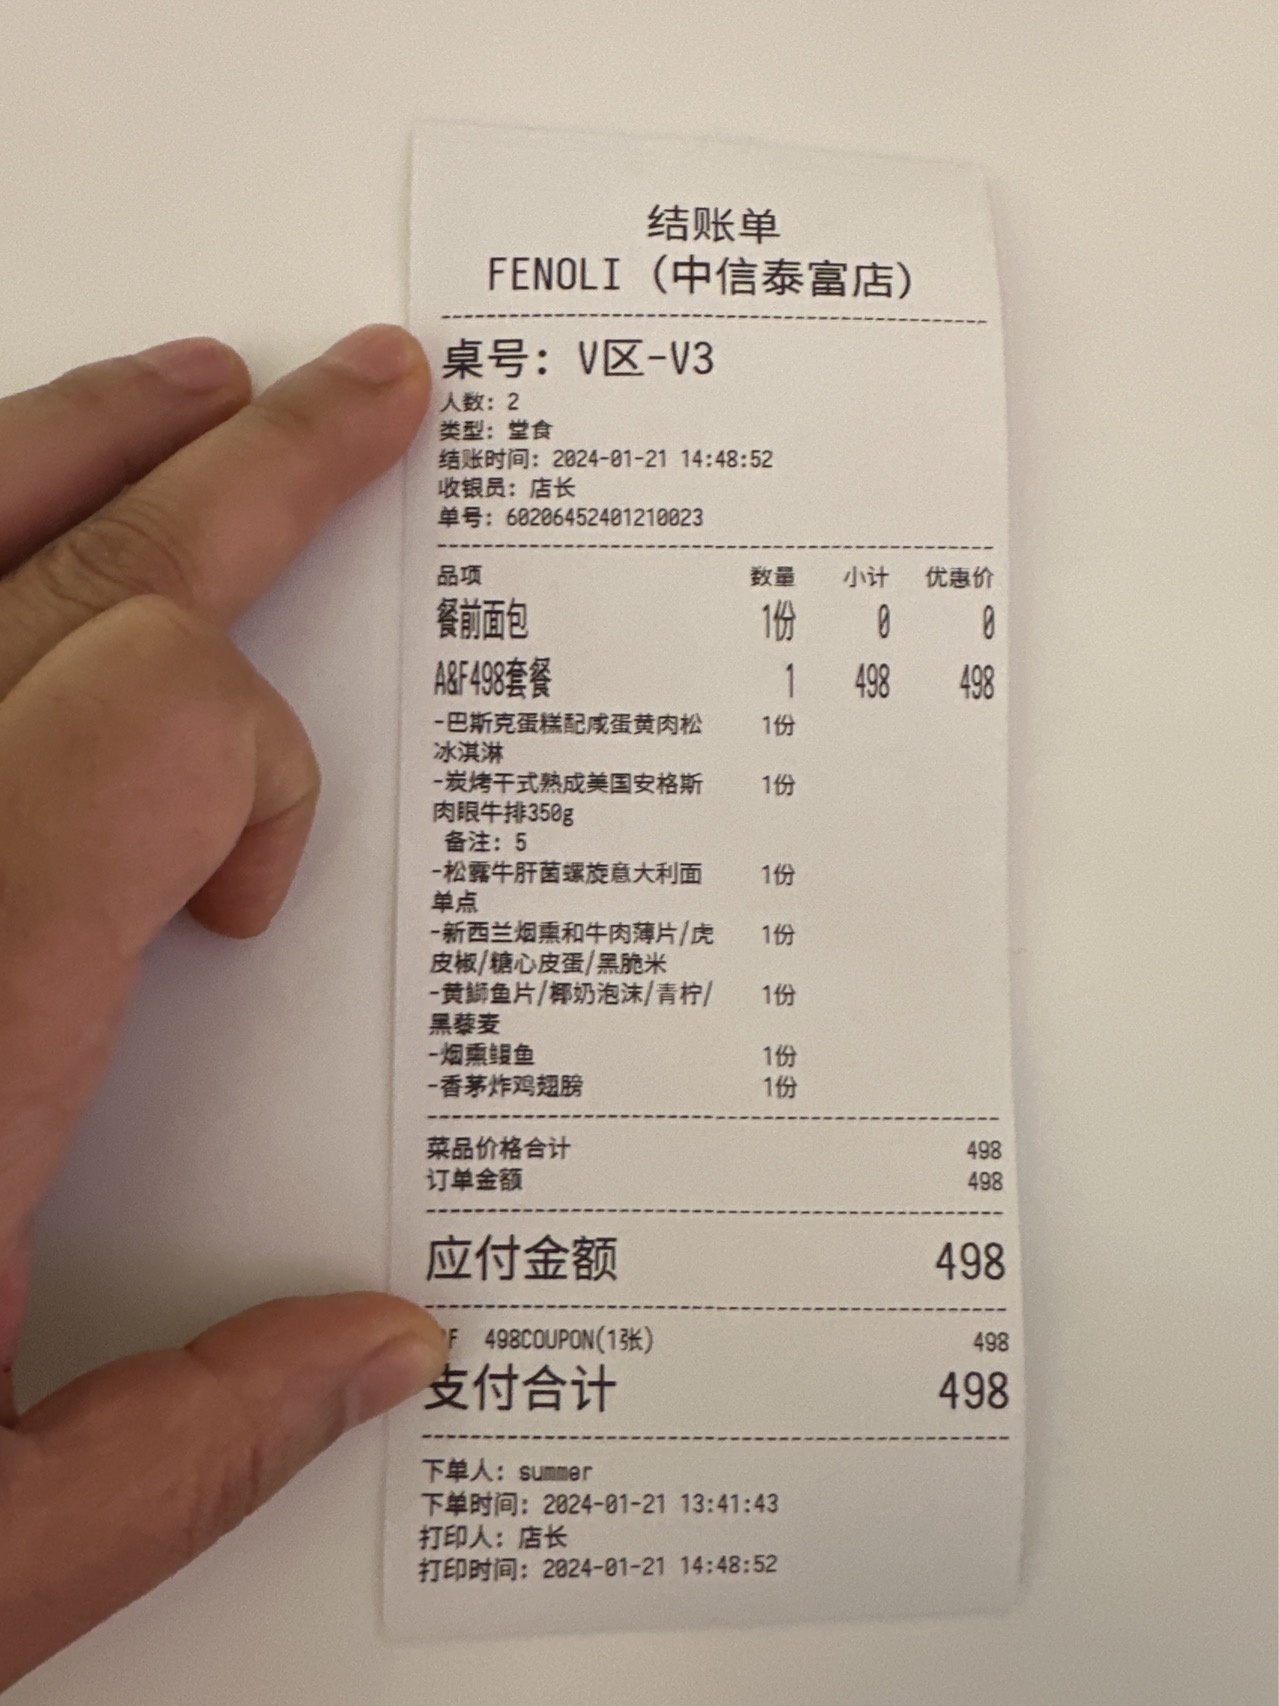 结账单
FENOLI (中信泰富店)
桌号: V区-V3
人数: 2
类型: 堂食
结账时间: 2024-01-21 14:48:52
收银员: 店长
单号: 60206452401210023
品项 数量 小计 优惠价
餐前面包 1份 0 0
A&F498套餐 1 498 498
-巴斯克蛋糕配咸蛋黄肉松 1份
冰淇淋
-炭烤干式熟成美国安格斯 1份
肉眼牛排350g
备注: 5
-松露牛肝菌螺旋意大利面 1份
单点
-新西兰烟熏和牛肉薄片/虎 1份
皮椒/糖心皮蛋/黑脆米
-黄鰤鱼片/椰奶泡沫/青柠/ 1份
黑藜麦
-烟熏鳗鱼 1份
-香茅炸鸡翅膀 1份
菜品价格合计 498
订单金额 498
应付金额 498
F 498COUPON(1张) 498
支付合计 498
下单人: summer
下单时间: 2024-01-21 13:41:43
打印人: 店长
打印时间: 2024-01-21 14:48:52